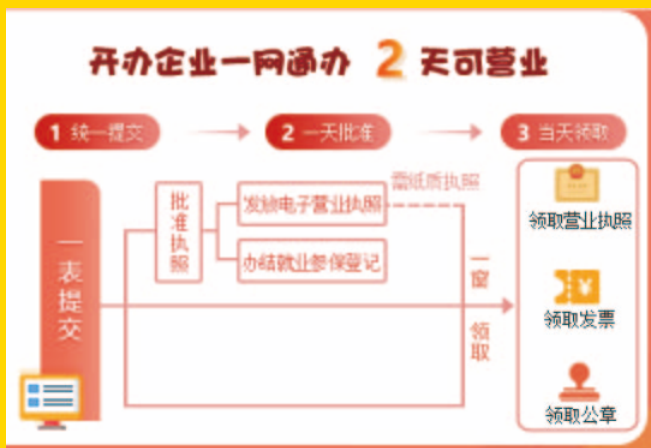 开办企业一网通办 2 天可营业
1 统一提交
2 一天批准
3 当天领取
一表提交
批准执照
发放电子营业执照
办结就业参保登记
需纸质执照
一窗领取
领取营业执照
¥
领取发票
领取公章